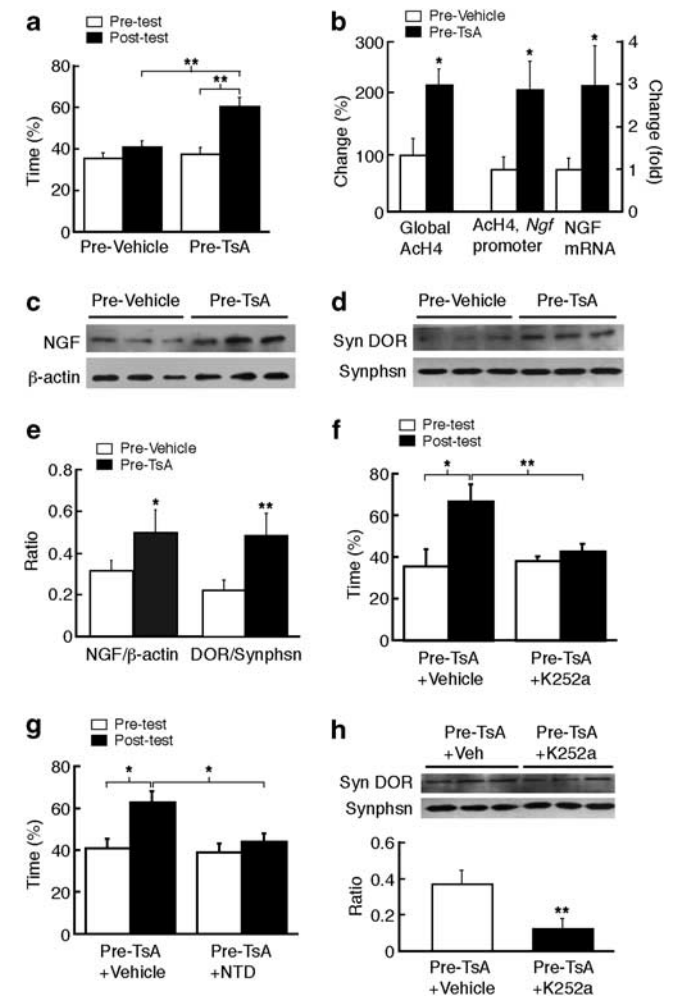 a
Pre-test
Post-test
80
60
40
20
0
Time (%)
**
**
Pre-Vehicle Pre-TsA
b
Pre-Vehicle
Pre-TsA
300
200
100
0
Change (%)
4
3
2
1
0
Change (fold)
*
*
*
Global
AcH4
AcH4, Ngf
promoter
NGF
mRNA
c
Pre-Vehicle Pre-TsA
NGF
β-actin
d
Pre-Vehicle Pre-TsA
Syn DOR
Synphsn
e
Pre-Vehicle
Pre-TsA
0.8
0.6
0.4
0.2
0
Ratio
*
**
NGF/β-actin DOR/Synphsn
f
Pre-test
Post-test
80
60
40
20
0
Time (%)
*
**
Pre-TsA
+Vehicle
Pre-TsA
+K252a
g
Pre-test
Post-test
80
60
40
20
0
Time (%)
*
*
Pre-TsA
+Vehicle
Pre-TsA
+NTD
h
Pre-TsA
+Veh
Pre-TsA
+K252a
Syn DOR
Synphsn
0.6
0.4
0.2
0
Ratio
**
Pre-TsA
+Vehicle
Pre-TsA
+K252a